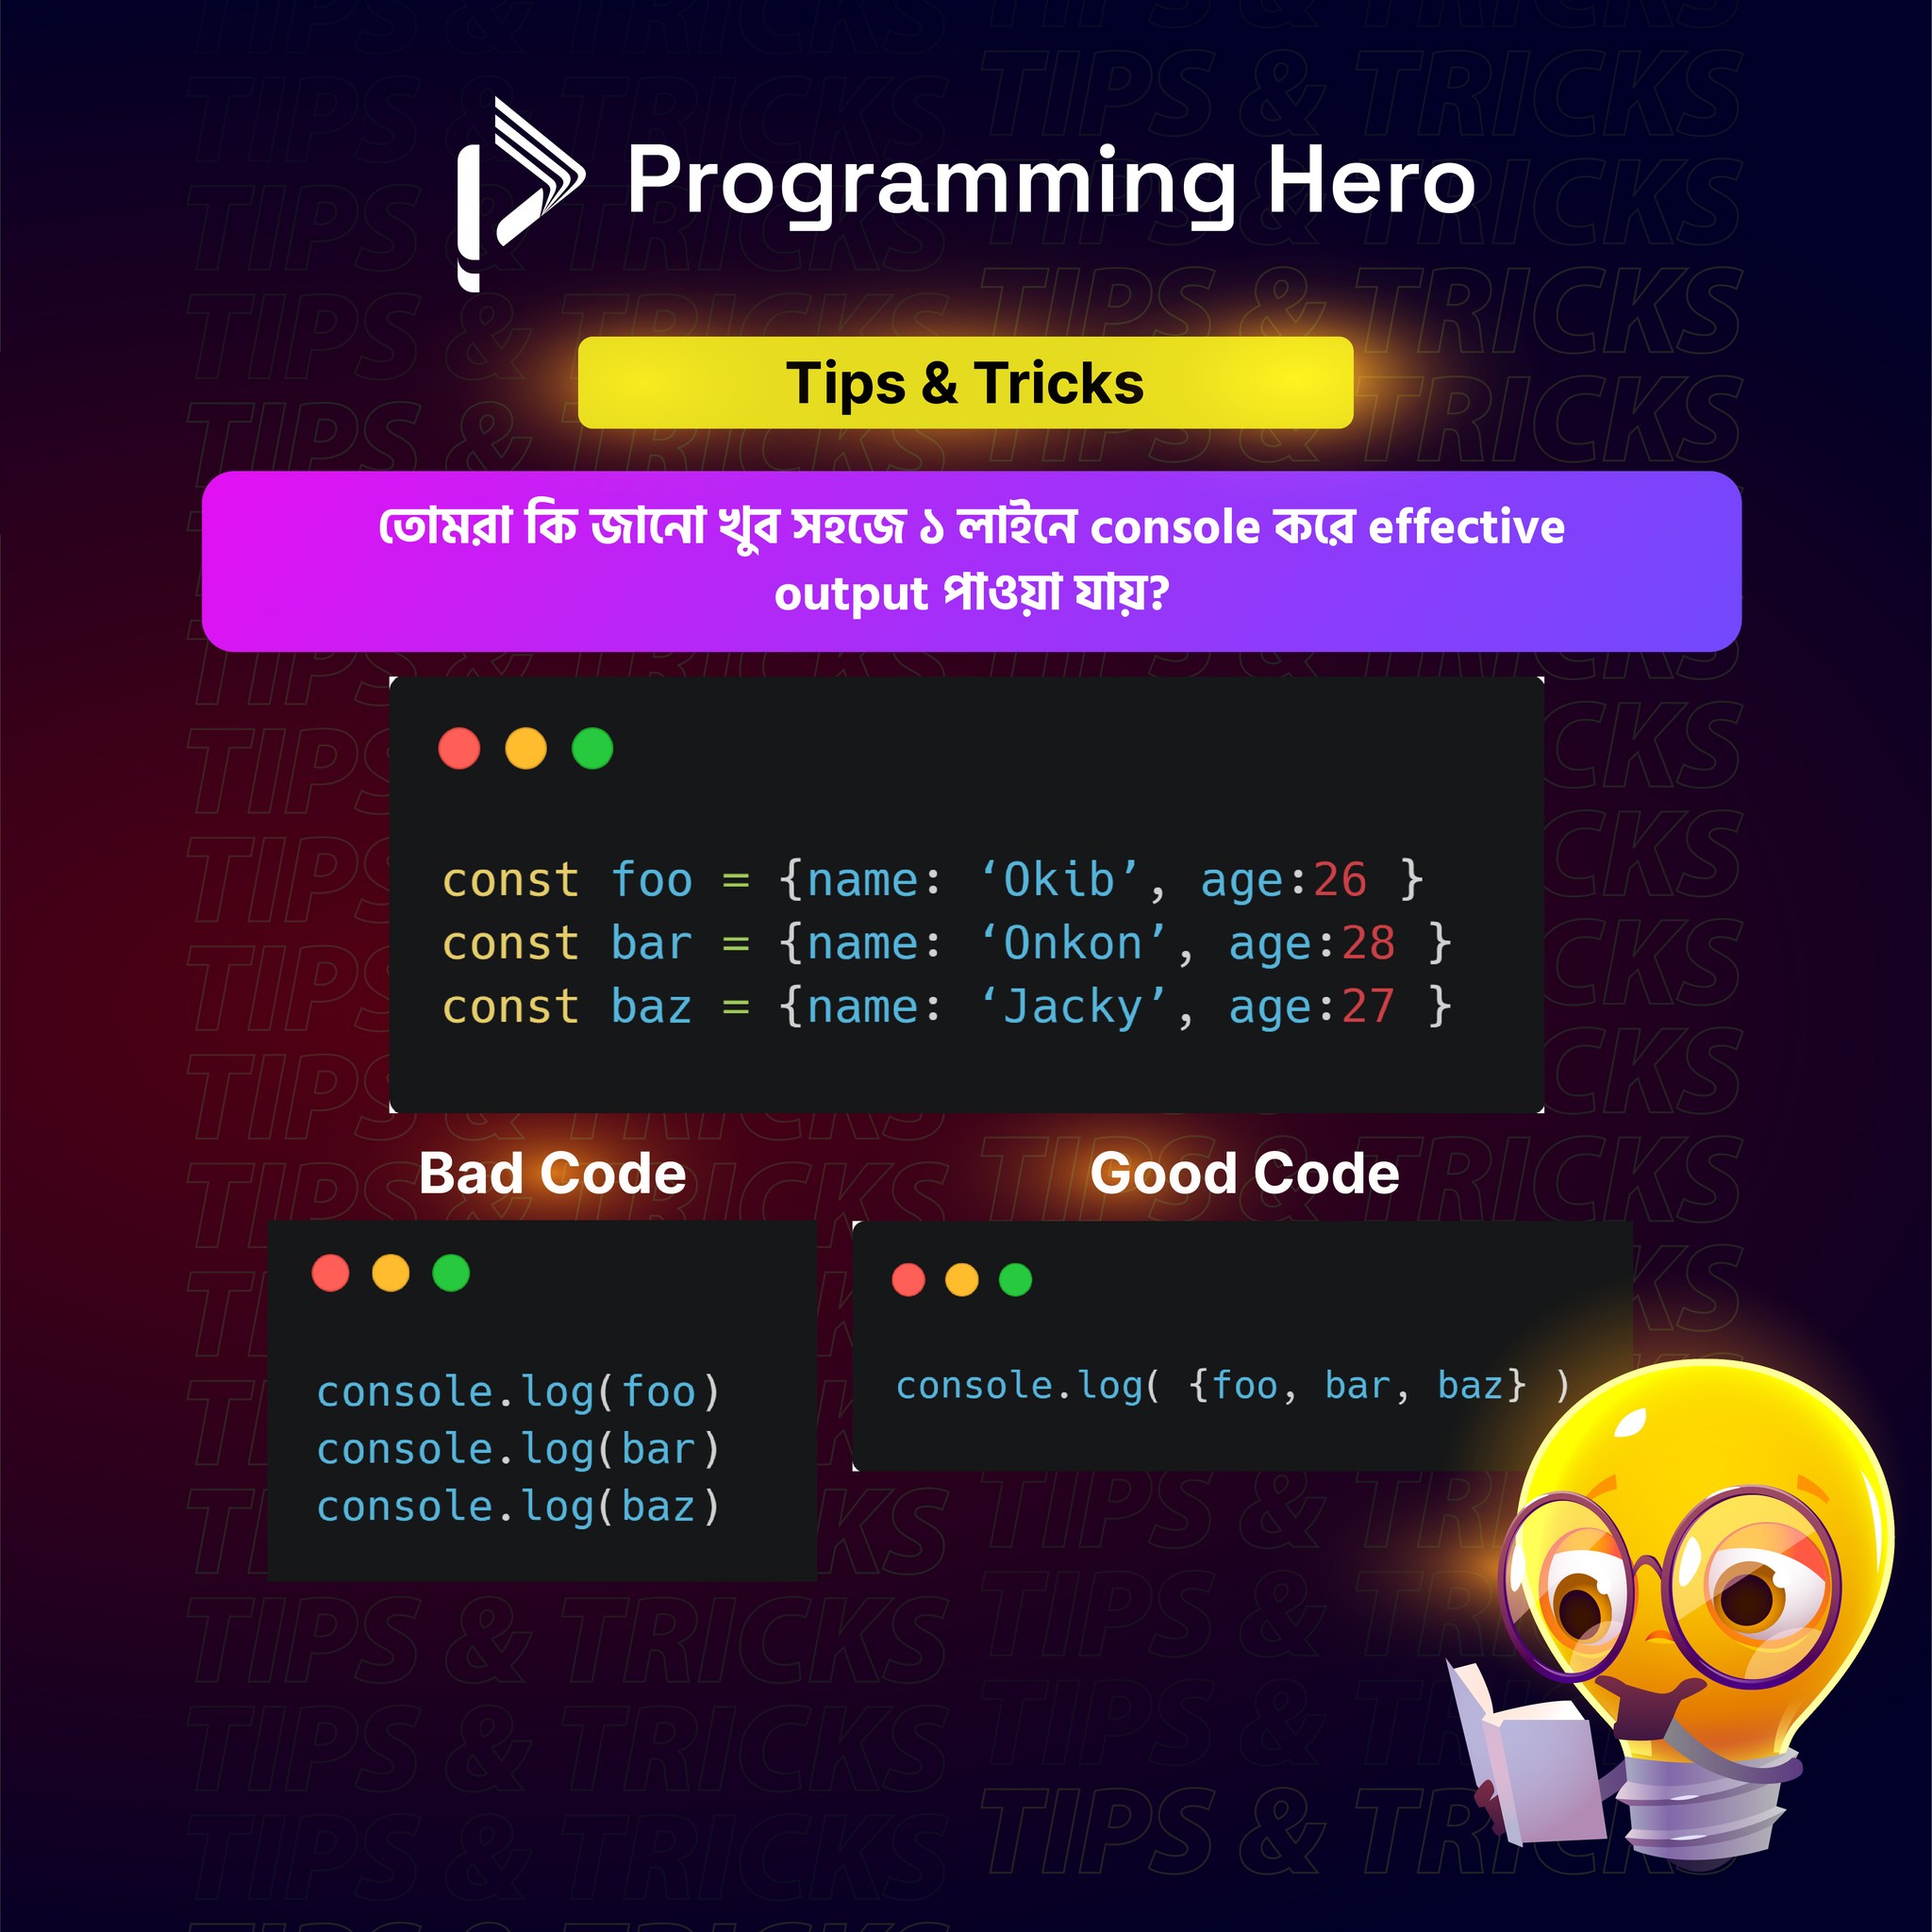 Programming Hero
Tips & Tricks
তোমরা কি জানো খুব সহজে ১ লাইনে console করে effective
output পাওয়া যায়?
const foo = {name: ‘Okib’, age:26 }
const bar = {name: ‘Onkon’, age:28 }
const baz = {name: ‘Jacky’, age:27 }
Bad Code
console.log(foo)
console.log(bar)
console.log(baz)
Good Code
console.log( {foo, bar, baz} )
TIPS & TRICKS